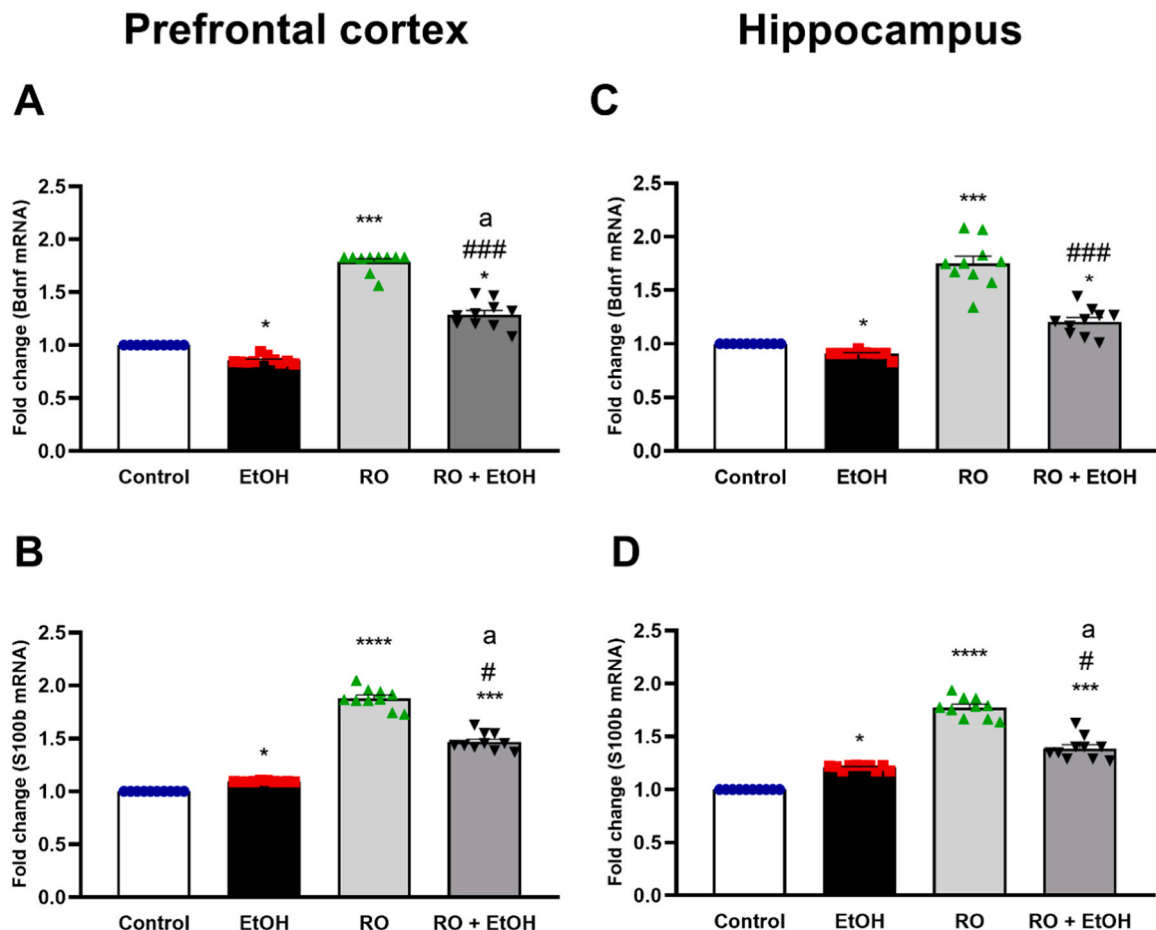 Prefrontal cortex
Hippocampus
A
Fold change (Bdnf mRNA)
2.5
2.0
1.5
1.0
0.5
0.0
*
***
a
###
*
Control EtOH RO RO + EtOH
C
Fold change (Bdnf mRNA)
2.5
2.0
1.5
1.0
0.5
0.0
*
***
###
*
Control EtOH RO RO + EtOH
B
Fold change (S100b mRNA)
2.5
2.0
1.5
1.0
0.5
0.0
*
****
a
#
***
Control EtOH RO RO + EtOH
D
Fold change (S100b mRNA)
2.5
2.0
1.5
1.0
0.5
0.0
*
****
a
#
***
Control EtOH RO RO + EtOH